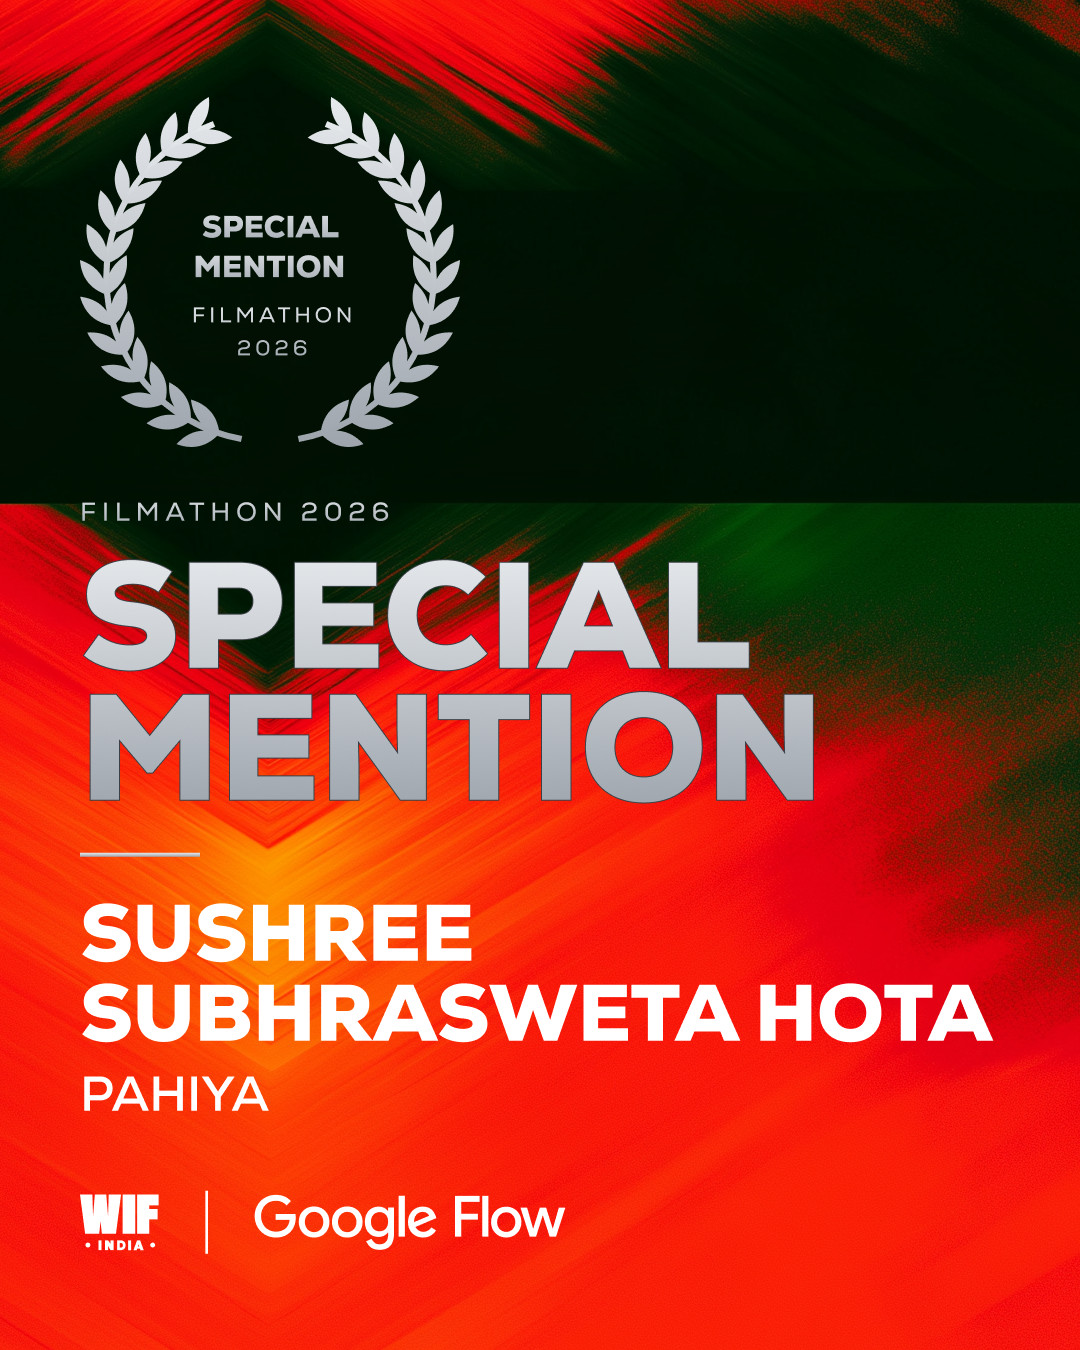 SPECIAL
MENTION
FILMATHON
2026
FILMATHON 2026
SPECIAL
MENTION
SUSHREE
SUBHRASWETA HOTA
PAHIYA
WIF
• INDIA •
Google Flow